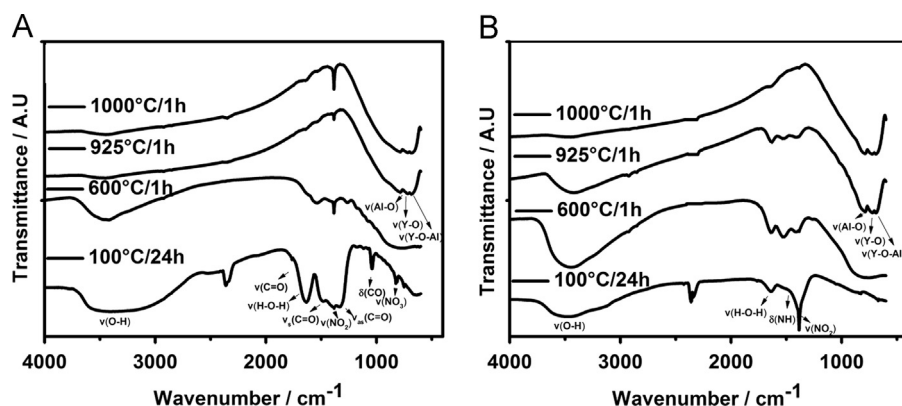 A
Transmittance / A.U
1000°C/1h
925°C/1h
600°C/1h
100°C/24h
ν(Al-O)
ν(Y-O)
ν(Y-O-Al)
ν(C=O)
ν(H-O-H)
νs(C=O)
ν(NO₂)
νas(C=O)
δ(CO)
ν(NO₃)
ν(O-H)
4000 3000 2000 1000
Wavenumber / cm⁻¹
B
Transmittance / A.U
1000°C/1h
925°C/1h
600°C/1h
100°C/24h
ν(Al-O)
ν(Y-O)
ν(Y-O-Al)
ν(H-O-H)
δ(NH)
ν(NO₂)
ν(O-H)
4000 3000 2000 1000
Wavenumber / cm⁻¹